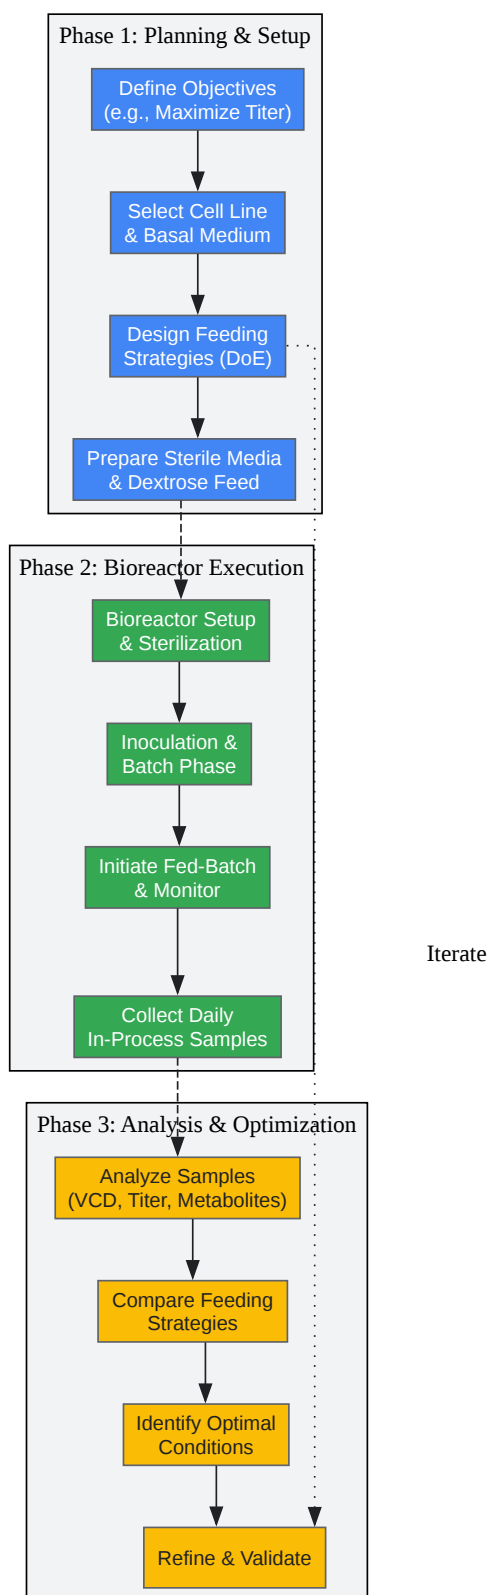 Phase 1: Planning & Setup
Define Objectives
(e.g., Maximize Titer)
Select Cell Line
& Basal Medium
Design Feeding
Strategies (DoE)
Prepare Sterile Media
& Dextrose Feed
Phase 2: Bioreactor Execution
Bioreactor Setup
& Sterilization
Inoculation &
Batch Phase
Initiate Fed-Batch
& Monitor
Iterate
Collect Daily
In-Process Samples
Phase 3: Analysis & Optimization
Analyze Samples
(VCD, Titer, Metabolites)
Compare Feeding
Strategies
Identify Optimal
Conditions
Refine & Validate